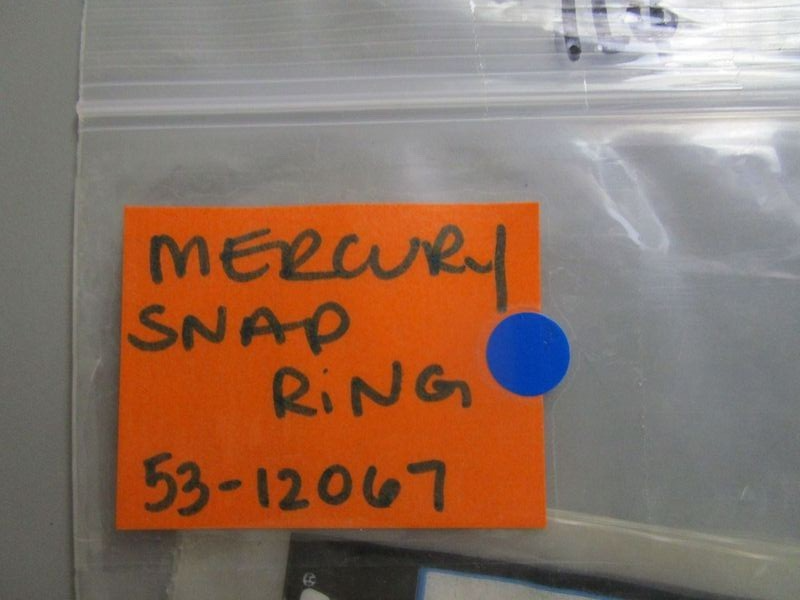 MERCURY
SNAP
RiNG
53-12067